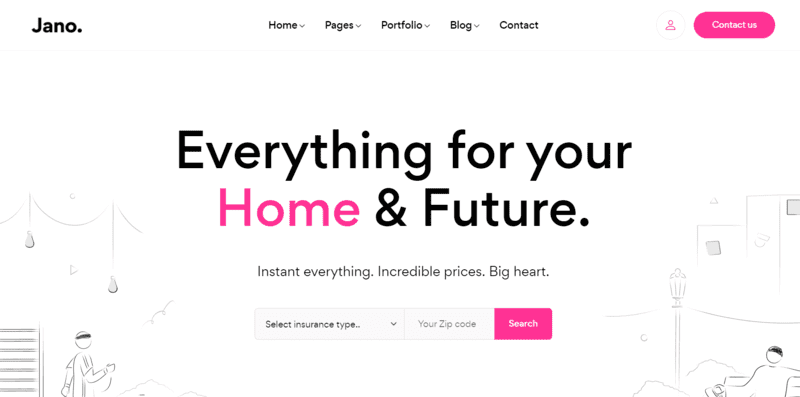 Jano.
Home
Pages
Portfolio
Blog
Contact
Contact us
Everything for your
Home & Future.
Instant everything. Incredible prices. Big heart.
Select insurance type..
Your Zip code
Search